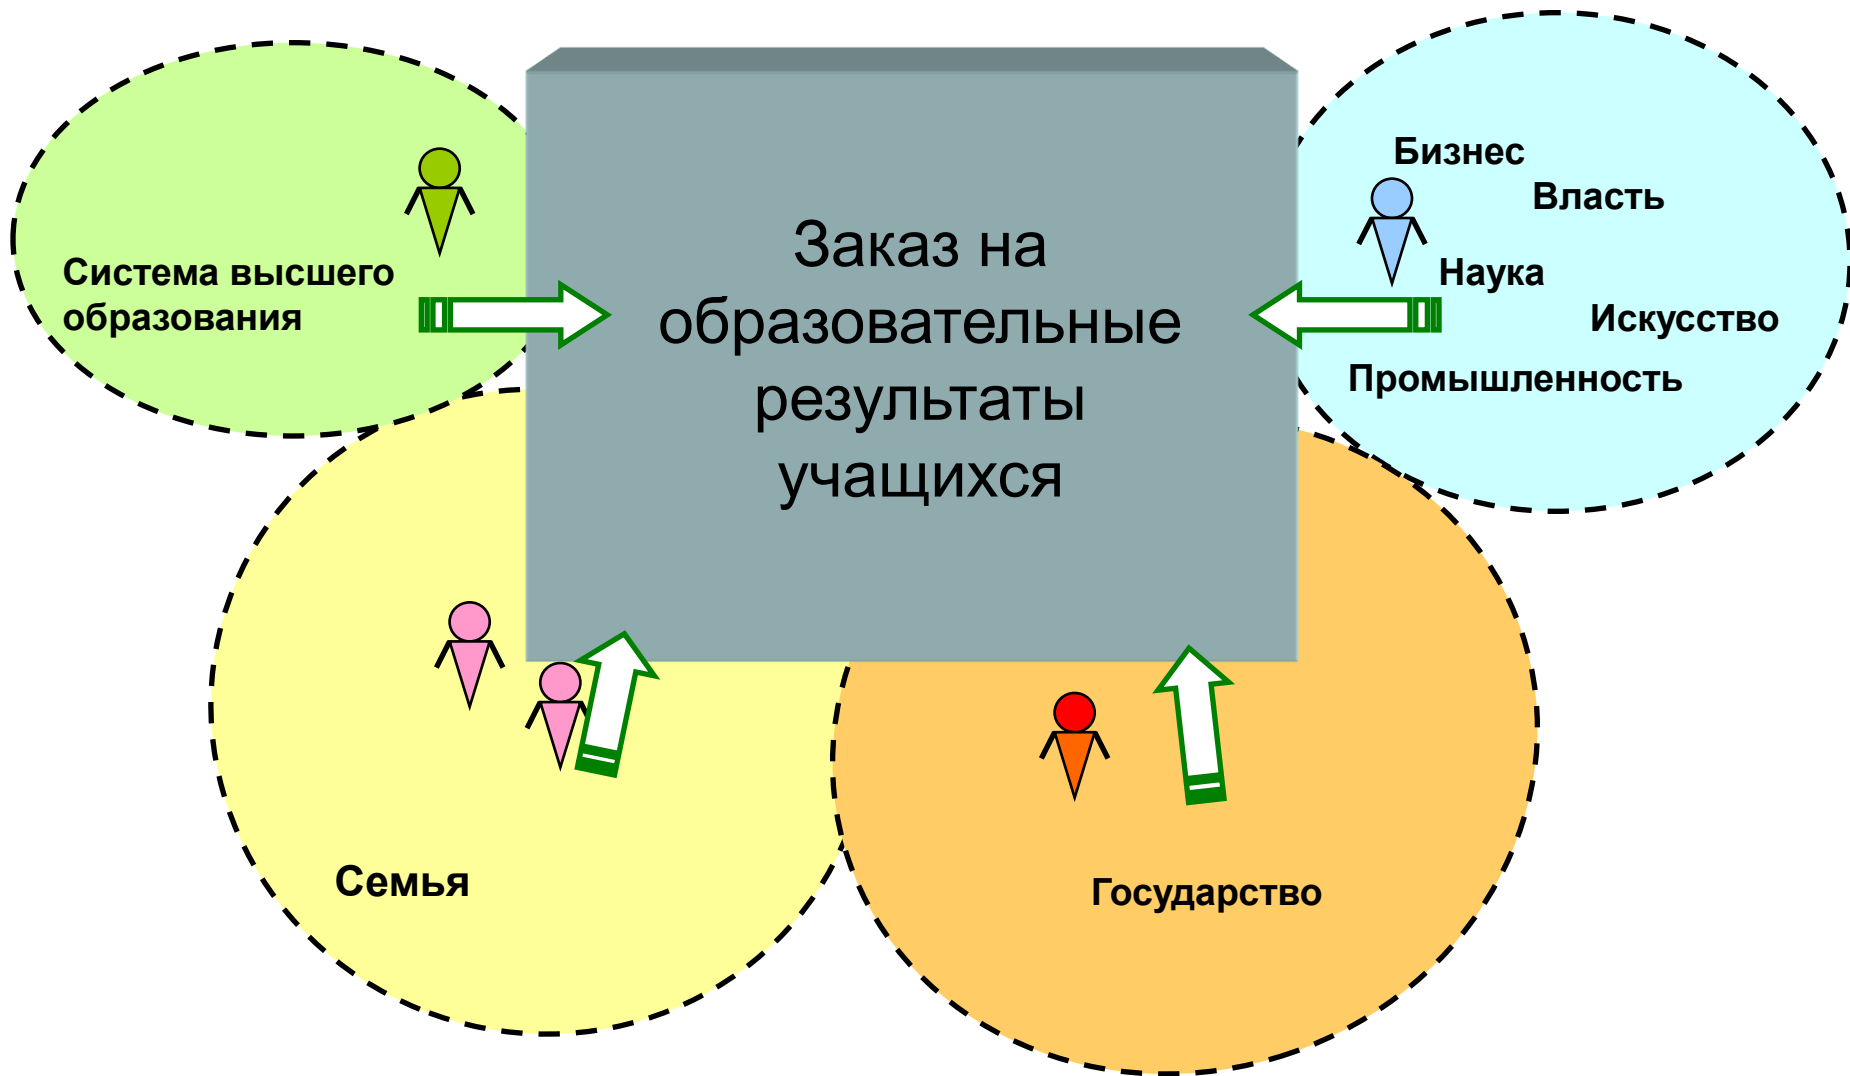 Заказ на
образовательные
результаты
учащихся
Система высшего
образования
Бизнес
Власть
Наука
Искусство
Промышленность
Семья
Государство